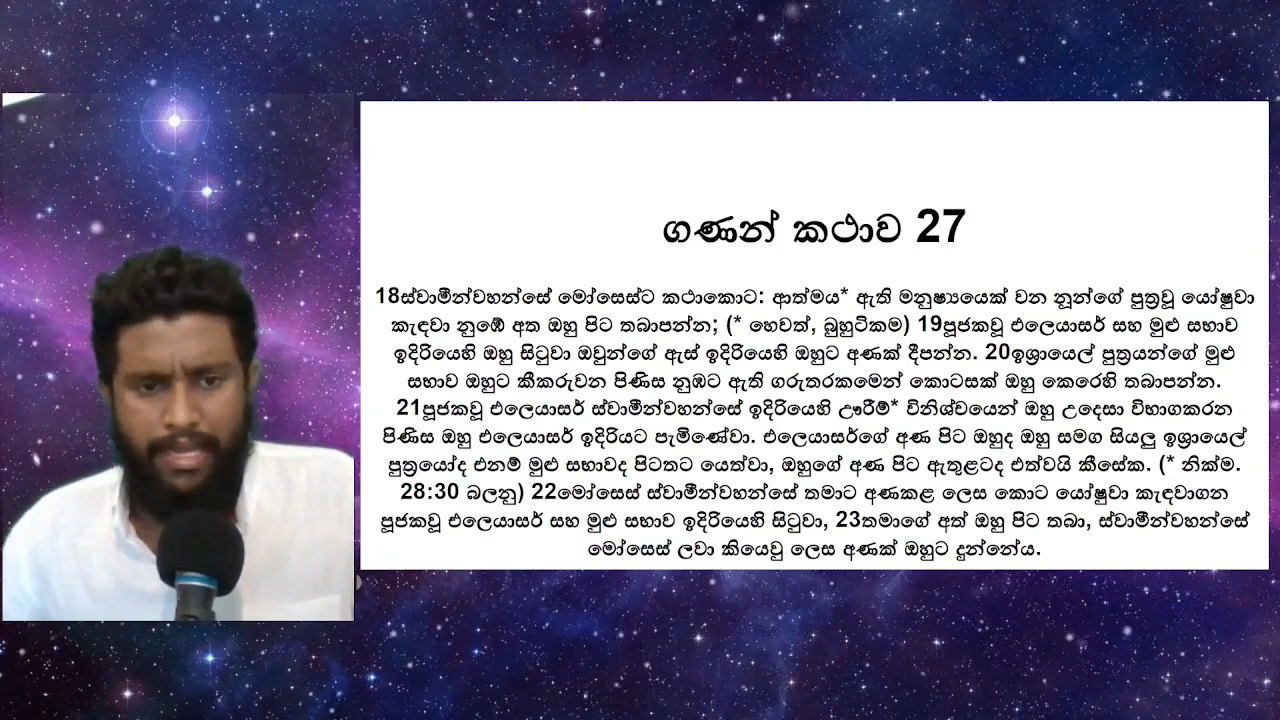 ගණන් කථාව 27
18ස්වාමීන්වහන්සේ මෝසෙස්ට කථාකොට: ආත්මය* ඇති මනුෂ්‍යයෙක් වන නූන්ගේ පුත්‍රවූ යෝෂුවා
කැඳවා නුඹේ අත ඔහු පිට තබාපන්න; (* හෙවත්, බුහුටිකම) 19පූජකවූ එලෙයාසර් සහ මුළු සභාව
ඉදිරියෙහි ඔහු සිටුවා ඔවුන්ගේ ඇස් ඉදිරියෙහි ඔහුට අණක් දීපන්න. 20ඉශ්‍රායෙල් පුත්‍රයන්ගේ මුළු
සභාව ඔහුට කීකරුවන පිණිස නුඹට ඇති ගරුතරකමෙන් කොටසක් ඔහු කෙරෙහි තබාපන්න.
21පූජකවූ එලෙයාසර් ස්වාමීන්වහන්සේ ඉදිරියෙහි ඌරීම්* විනිශ්චයෙන් ඔහු උදෙසා විභාගකරන
පිණිස ඔහු එලෙයාසර් ඉදිරියට පැමිණේවා. එලෙයාසර්ගේ අණ පිට ඔහුද ඔහු සමග සියලු ඉශ්‍රායෙල්
පුත්‍රයෝද එනම් මුළු සභාවද පිටතට යෙත්වා, ඔහුගේ අණ පිට ඇතුළටද එත්වයි කීසේක. (* නික්ම.
28:30 බලනු) 22මෝසෙස් ස්වාමීන්වහන්සේ තමාට අණකළ ලෙස කොට යෝෂුවා කැඳවාගන
පූජකවූ එලෙයාසර් සහ මුළු සභාව ඉදිරියෙහි සිටුවා, 23තමාගේ අත් ඔහු පිට තබා, ස්වාමීන්වහන්සේ
මෝසෙස් ලවා කියෙවු ලෙස අණක් ඔහුට දුන්නේය.